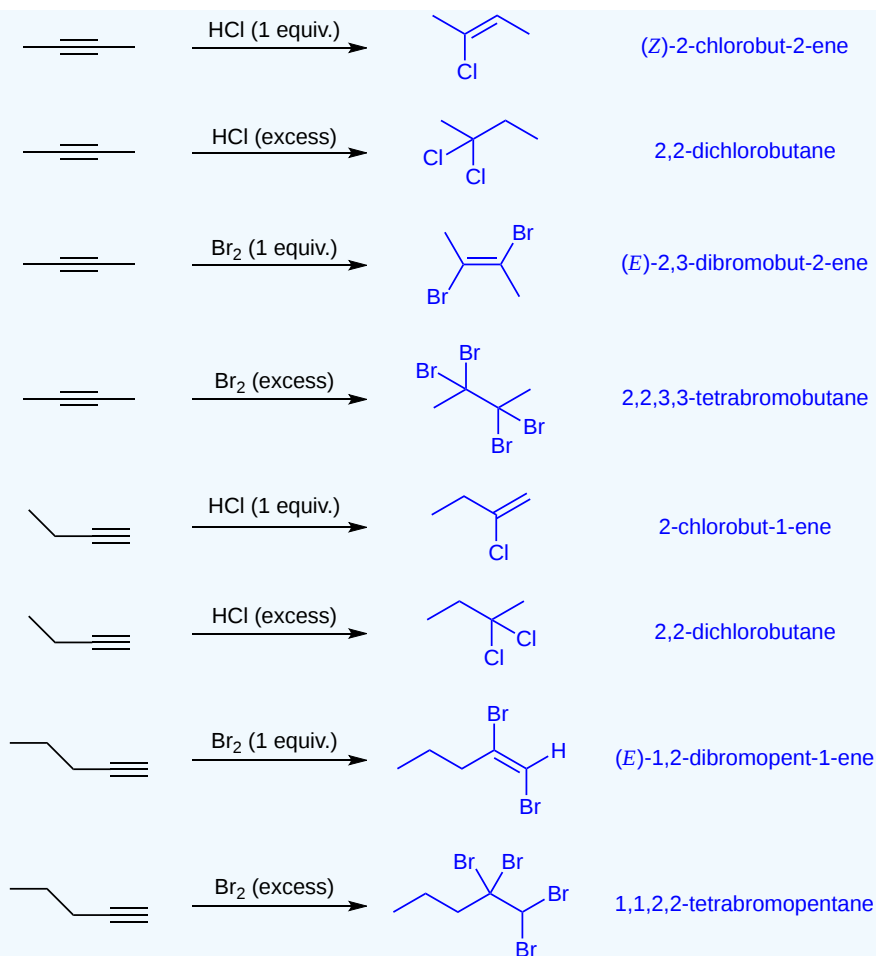 HCl (1 equiv.)
Cl
(Z)-2-chlorobut-2-ene
HCl (excess)
Cl
Cl
2,2-dichlorobutane
Br₂ (1 equiv.)
Br
Br
(E)-2,3-dibromobut-2-ene
Br₂ (excess)
Br
Br
Br
Br
2,2,3,3-tetrabromobutane
HCl (1 equiv.)
Cl
2-chlorobut-1-ene
HCl (excess)
Cl
Cl
2,2-dichlorobutane
Br₂ (1 equiv.)
Br
H
Br
(E)-1,2-dibromopent-1-ene
Br₂ (excess)
Br Br
Br
Br
1,1,2,2-tetrabromopentane